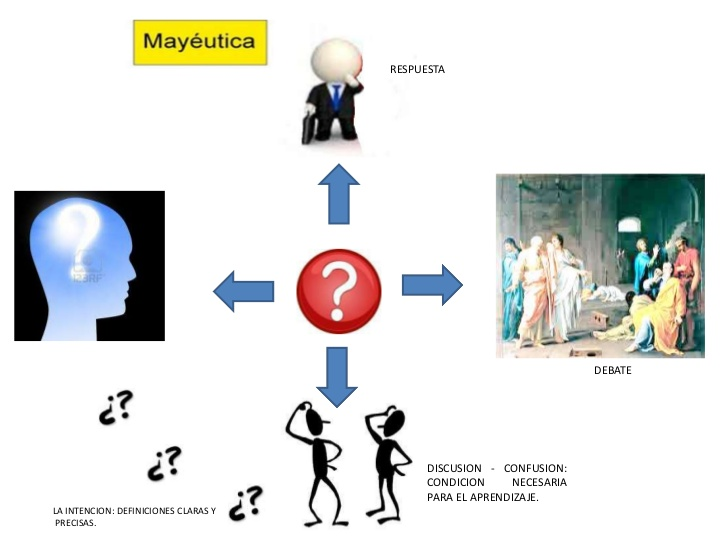 Mayéutica
RESPUESTA
?
?
DEBATE
¿?
¿?
¿?
DISCUSION - CONFUSION:
CONDICION NECESARIA
PARA EL APRENDIZAJE.
LA INTENCION: DEFINICIONES CLARAS Y
PRECISAS.